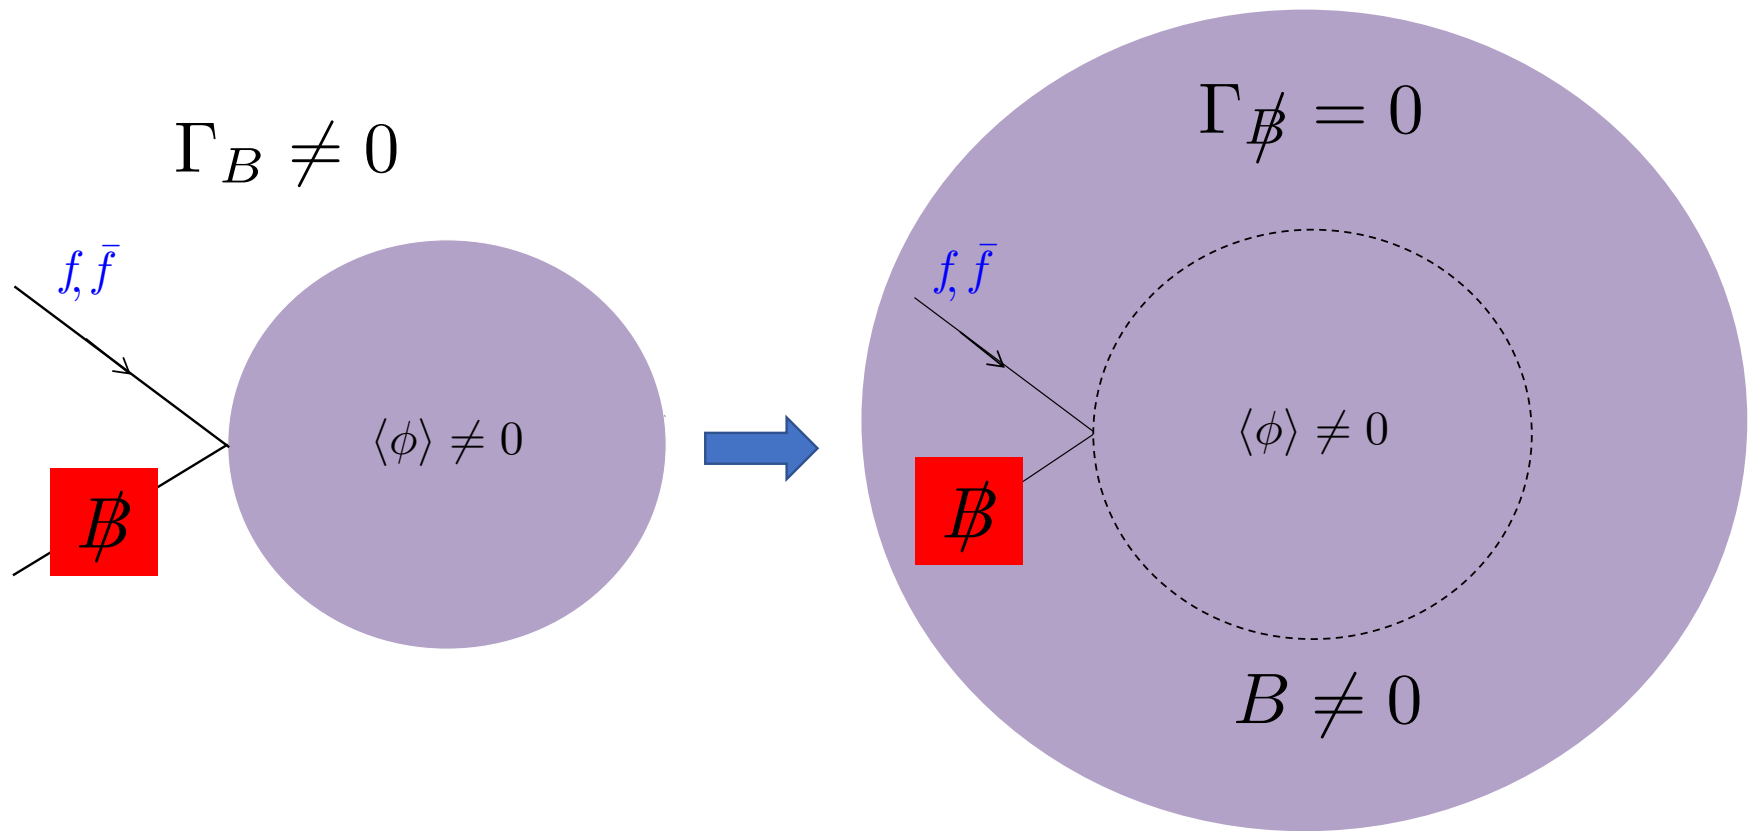 Γ_B ≠ 0
f, f̄
B̸
⟨ϕ⟩ ≠ 0
Γ_B̸ = 0
f, f̄
B̸
⟨ϕ⟩ ≠ 0
B ≠ 0